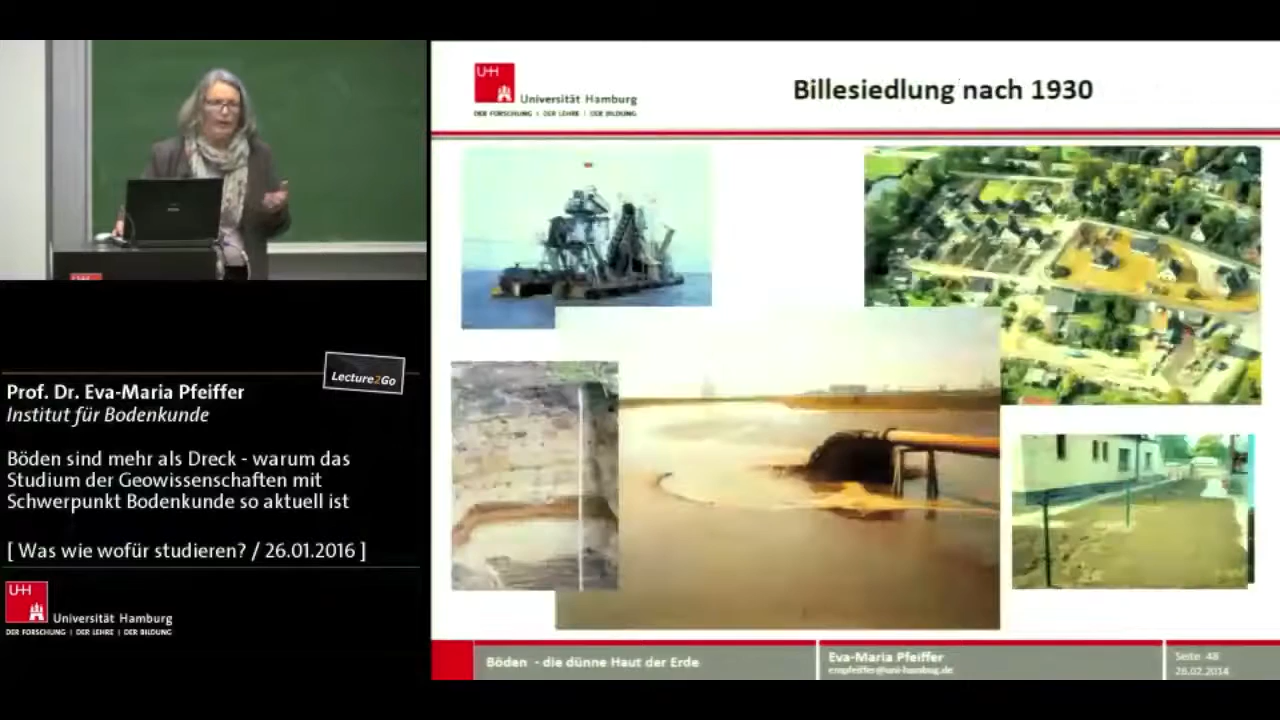 Prof. Dr. Eva-Maria Pfeiffer
Institut für Bodenkunde
Lecture2Go
Böden sind mehr als Dreck - warum das
Studium der Geowissenschaften mit
Schwerpunkt Bodenkunde so aktuell ist
[ Was wie wofür studieren? / 26.01.2016 ]
UH
Universität Hamburg
DER FORSCHUNG | DER LEHRE | DER BILDUNG
UH
Universität Hamburg
DER FORSCHUNG | DER LEHRE | DER BILDUNG
Billesiedlung nach 1930
Böden - die dünne Haut der Erde
Eva-Maria Pfeiffer
empfeiffer@uni-hamburg.de
Seite 48
26.02.2014